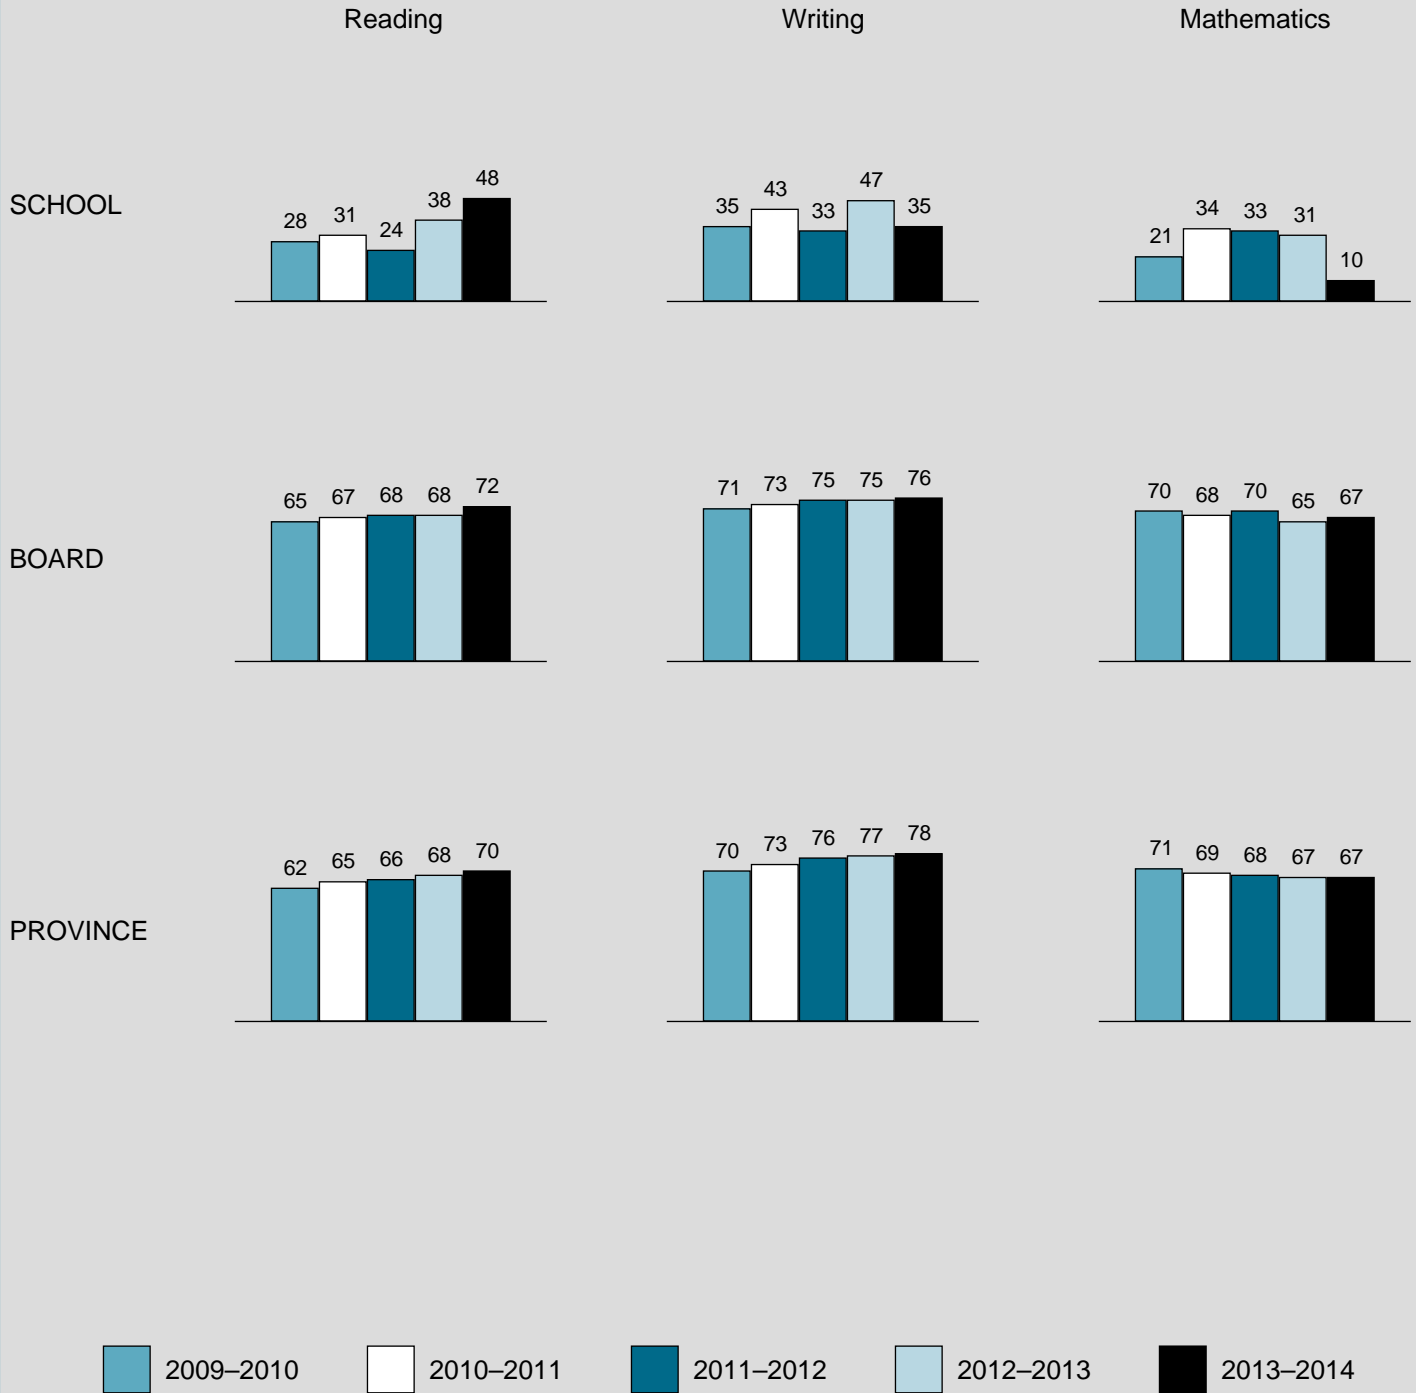 Reading Writing Mathematics
SCHOOL
28 31 24 38 48
35 43 33 47 35
21 34 33 31 10
BOARD
65 67 68 68 72
71 73 75 75 76
70 68 70 65 67
PROVINCE
62 65 66 68 70
70 73 76 77 78
71 69 68 67 67
2009–2010 2010–2011 2011–2012 2012–2013 2013–2014